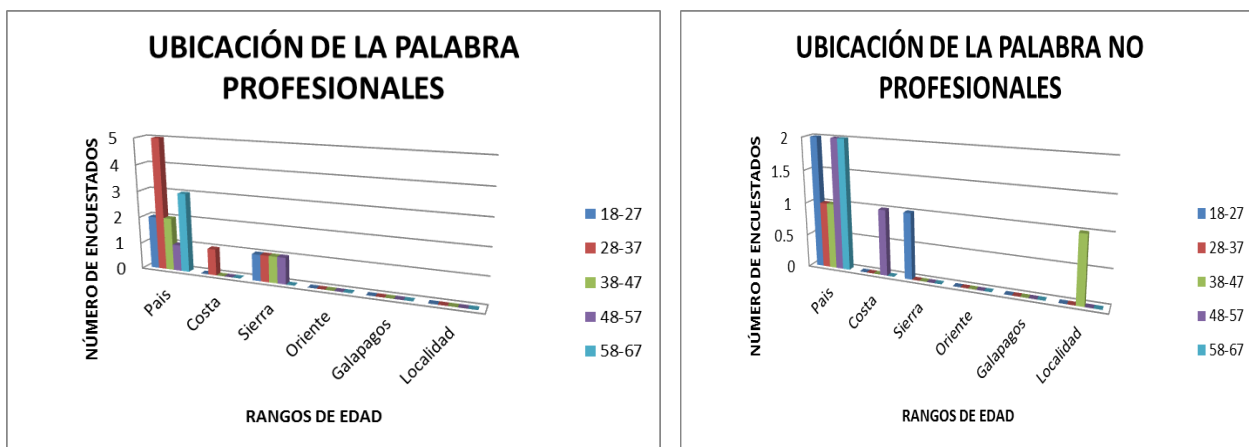 UBICACIÓN DE LA PALABRA
PROFESIONALES
NÚMERO DE ENCUESTADOS
5
4
3
2
1
0
País
Costa
Sierra
Oriente
Galapagos
Localidad
RANGOS DE EDAD
18-27
28-37
38-47
48-57
58-67
UBICACIÓN DE LA PALABRA NO
PROFESIONALES
NÚMERO DE ENCUESTADOS
2
1.5
1
0.5
0
País
Costa
Sierra
Oriente
Galapagos
Localidad
RANGOS DE EDAD
18-27
28-37
38-47
48-57
58-67